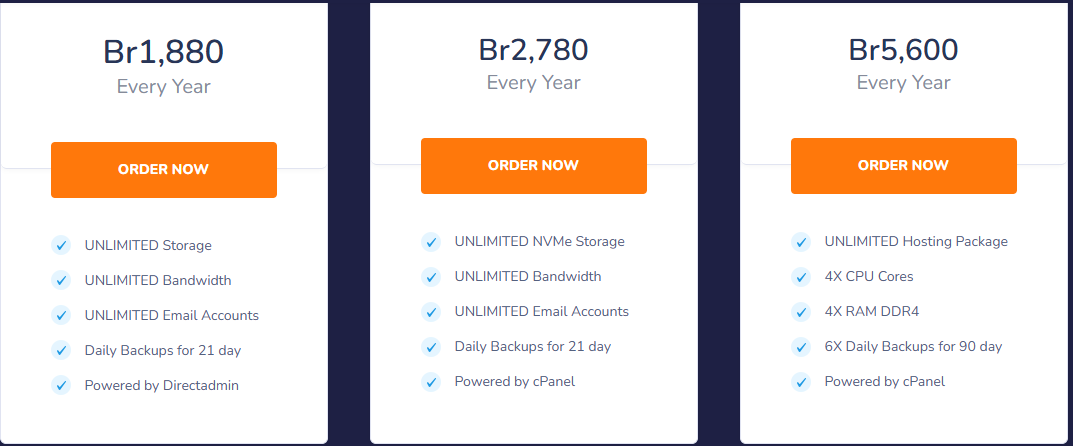 Br1,880
Every Year
ORDER NOW
UNLIMITED Storage
UNLIMITED Bandwidth
UNLIMITED Email Accounts
Daily Backups for 21 day
Powered by Directadmin
Br2,780
Every Year
ORDER NOW
UNLIMITED NVMe Storage
UNLIMITED Bandwidth
UNLIMITED Email Accounts
Daily Backups for 21 day
Powered by cPanel
Br5,600
Every Year
ORDER NOW
UNLIMITED Hosting Package
4X CPU Cores
4X RAM DDR4
6X Daily Backups for 90 day
Powered by cPanel